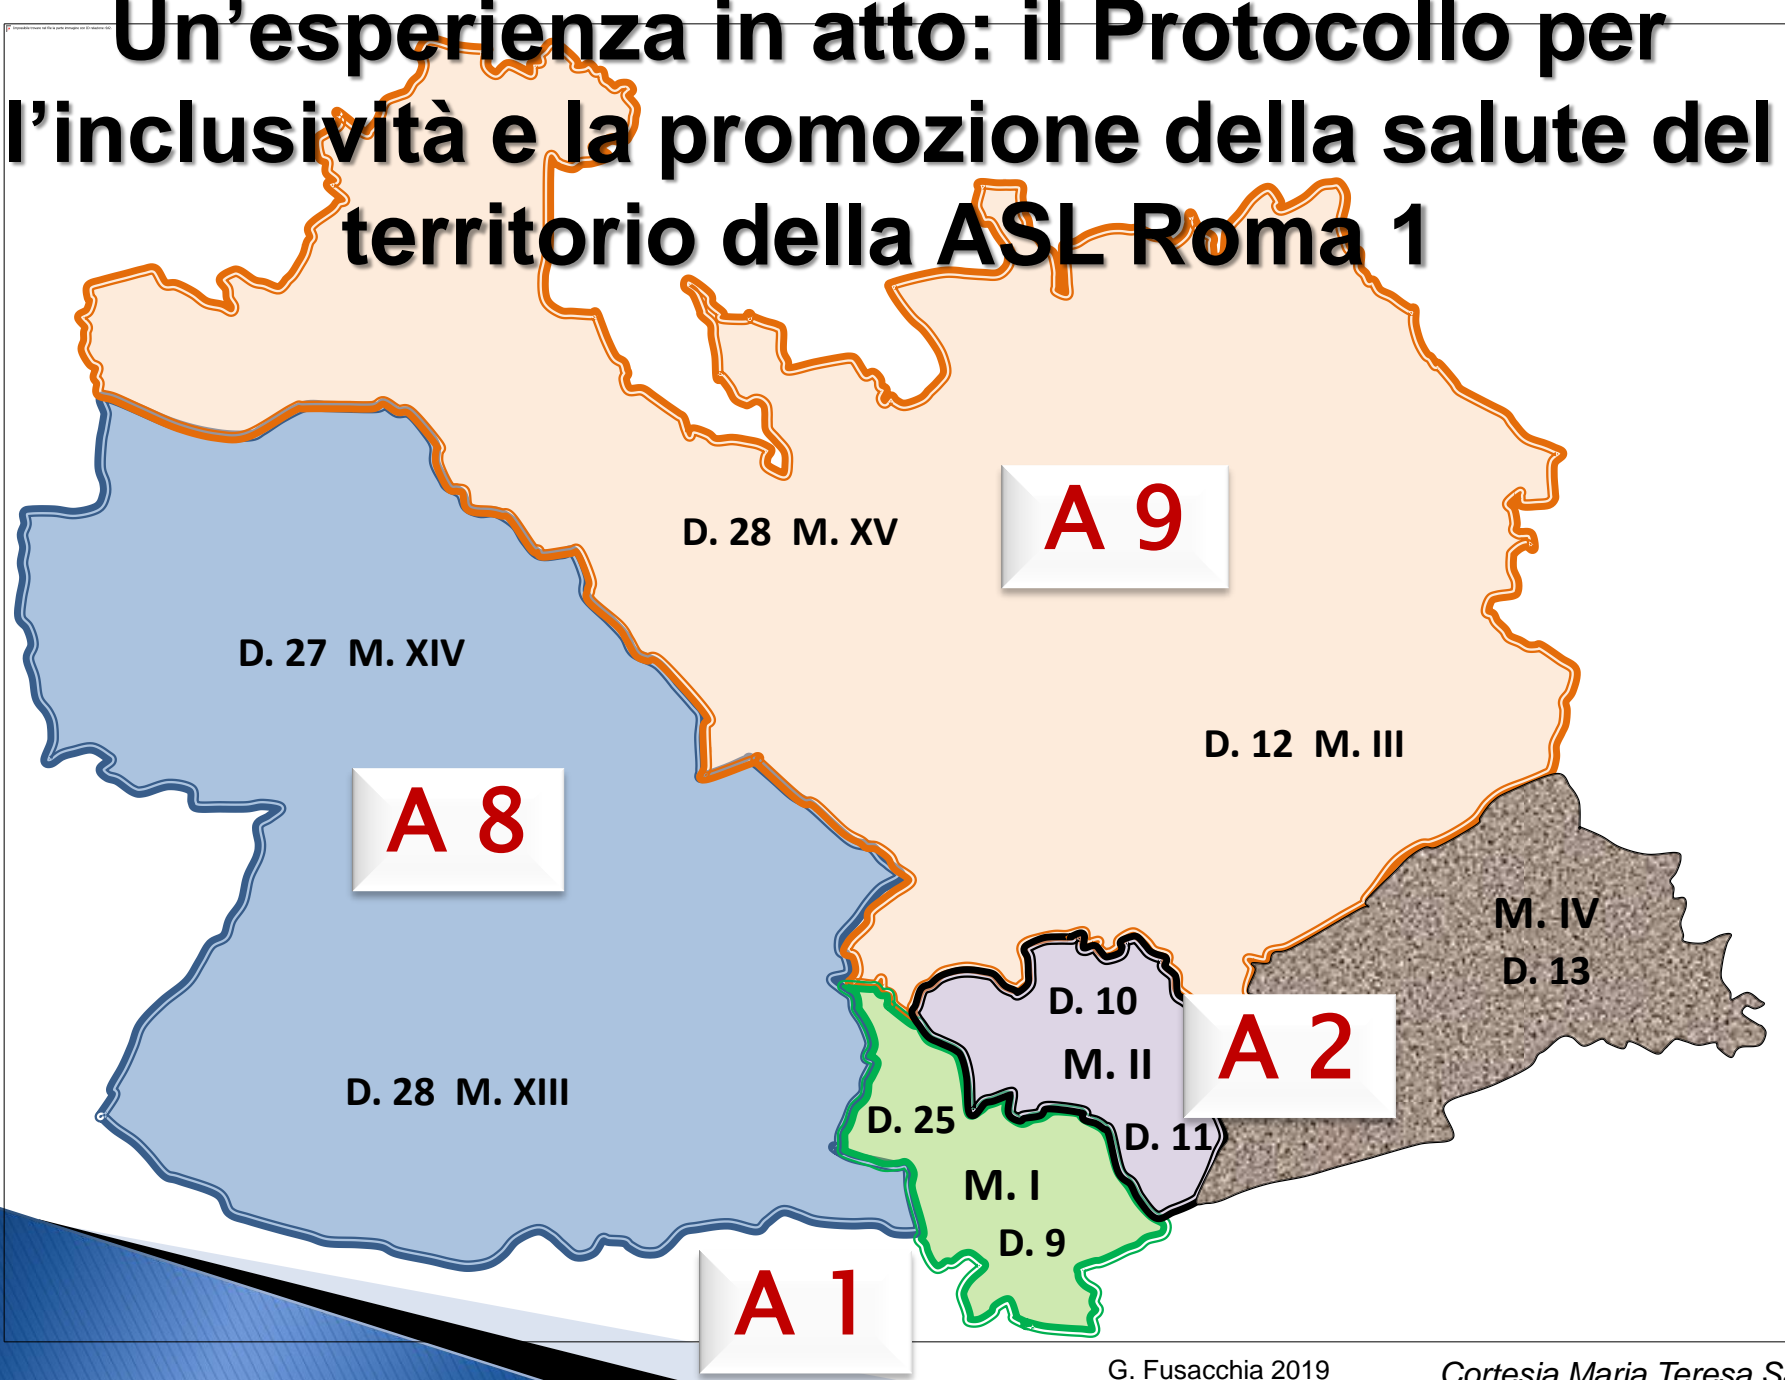 Un’esperienza in atto: il Protocollo per
l’inclusività e la promozione della salute del
territorio della ASL Roma 1
A 9
D. 28 M. XV
D. 27 M. XIV
D. 12 M. III
A 8
M. IV
D. 13
D. 10
A 2
M. II
D. 28 M. XIII
D. 25
D. 11
M. I
D. 9
A 1
G. Fusacchia 2019
Cortesia Maria Teresa